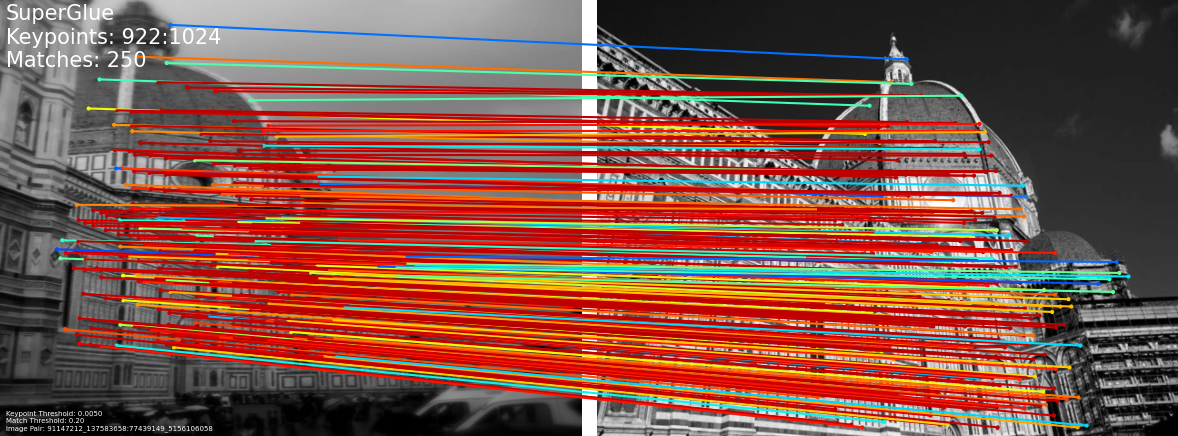 SuperGlue
Keypoints: 922:1024
Matches: 250
Keypoint Threshold: 0.0050
Match Threshold: 0.20
Image Pair: 91147212_137583658:77439149_5156106058